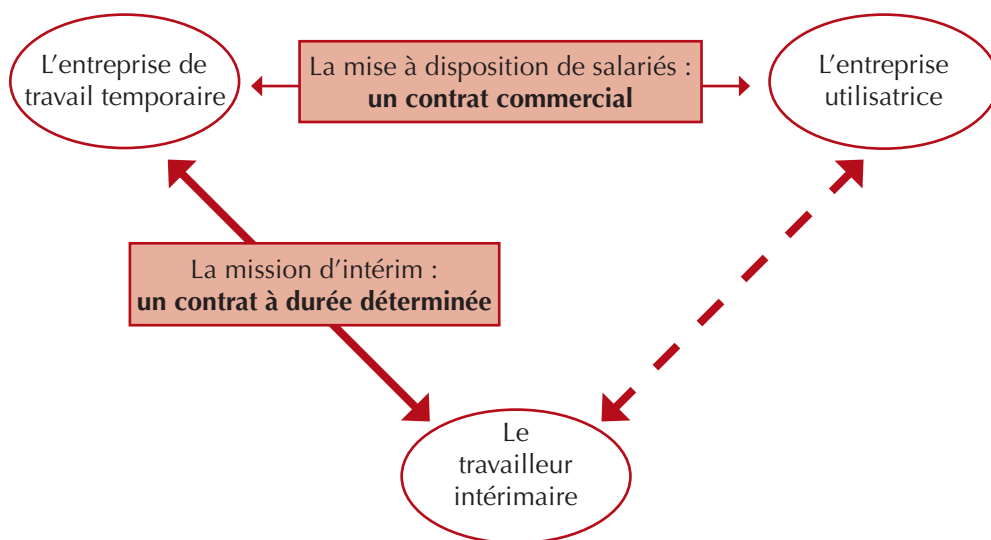 L'entreprise de
travail temporaire
La mise à disposition de salariés :
un contrat commercial
L'entreprise
utilisatrice
La mission d'intérim :
un contrat à durée déterminée
Le
travailleur
intérimaire